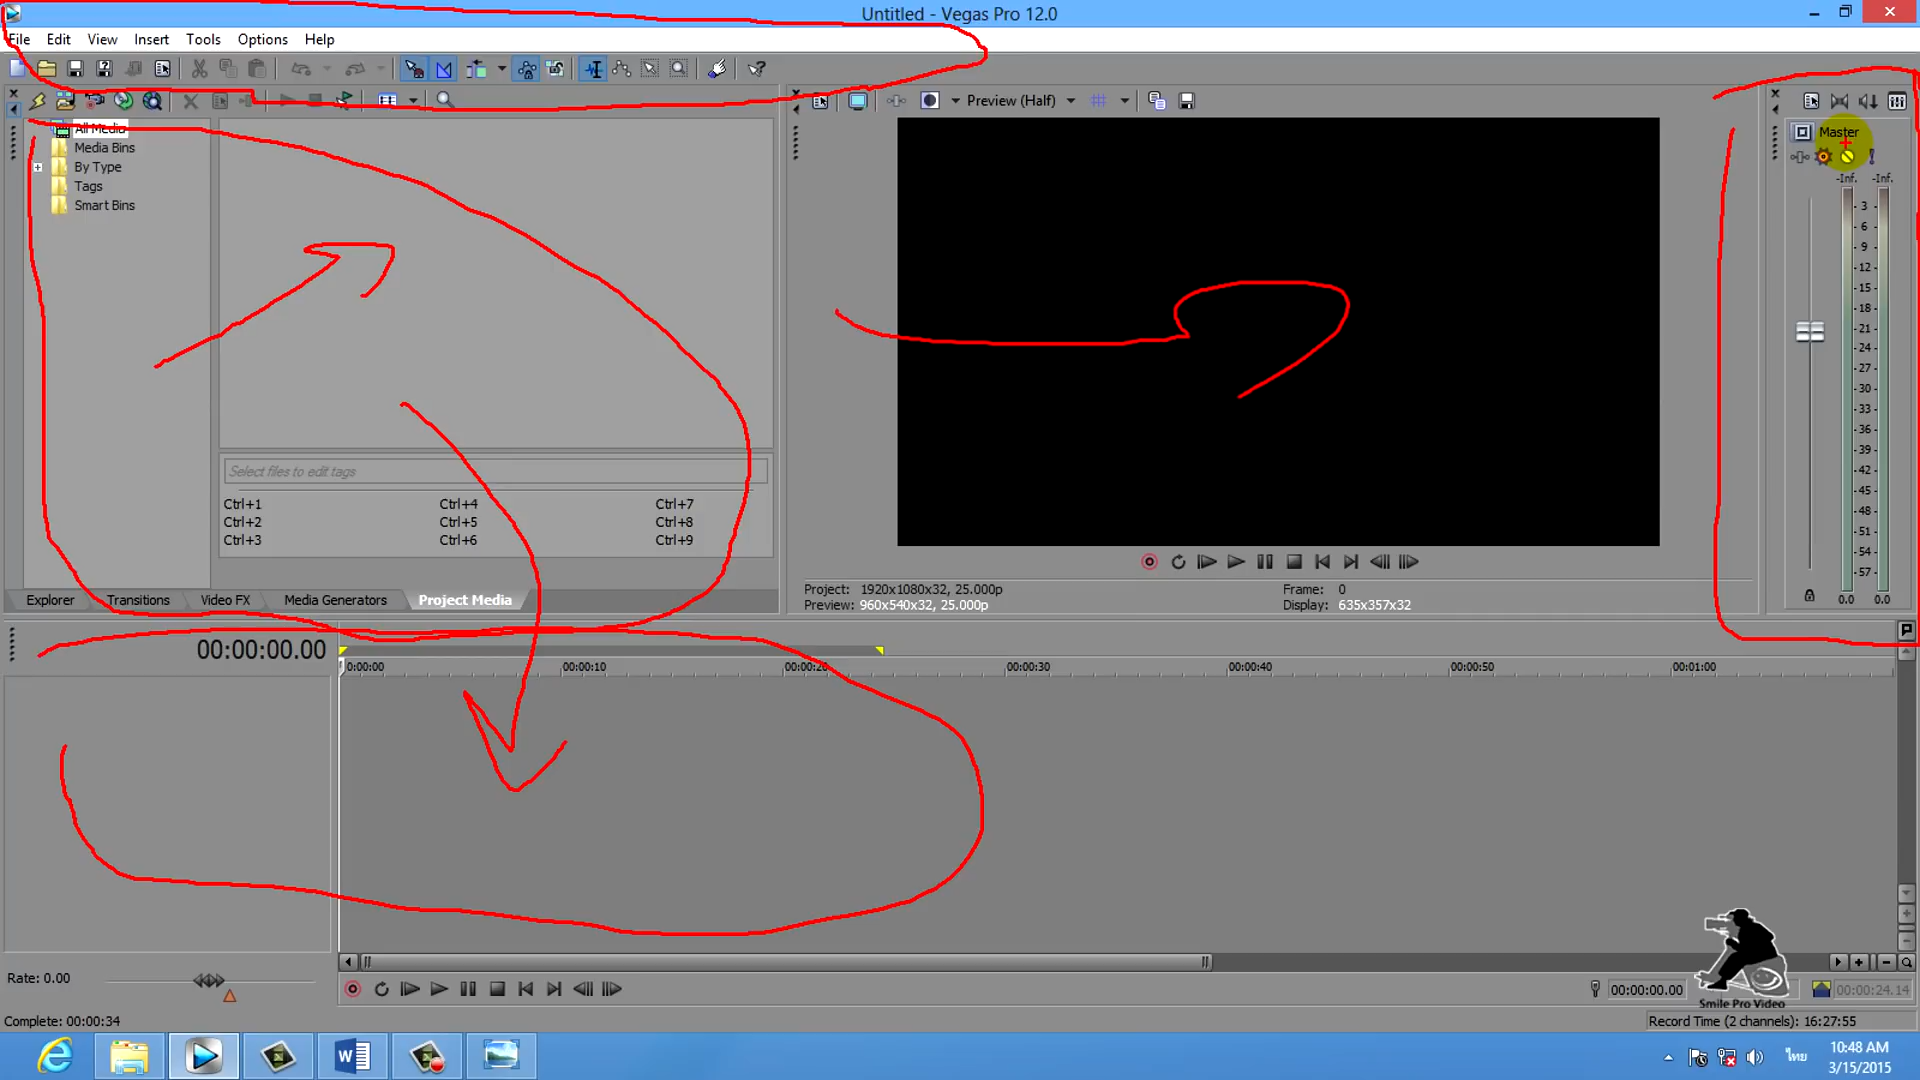 Untitled - Vegas Pro 12.0
File Edit View Insert Tools Options Help
Preview (Half)
All Media
Media Bins
By Type
Tags
Smart Bins
Master
-Inf. -Inf.
3
6
9
12
15
18
21
24
27
30
33
36
39
42
45
48
51
54
57
0.0 0.0
Select files to edit tags
Ctrl+1 Ctrl+4 Ctrl+7
Ctrl+2 Ctrl+5 Ctrl+8
Ctrl+3 Ctrl+6 Ctrl+9
Explorer Transitions Video FX Media Generators Project Media
Project: 1920x1080x32, 25.000p Frame: 0
Preview: 960x540x32, 25.000p Display: 635x357x32
00:00:00.00
0:00:00 00:00:10 00:00:20 00:00:30 00:00:40 00:00:50 00:01:00
Smile Pro Video
Rate: 0.00
00:00:00.00 00:00:24.14
Complete: 00:00:34
Record Time (2 channels): 16:27:55
ไทย
10:48 AM
3/15/2015